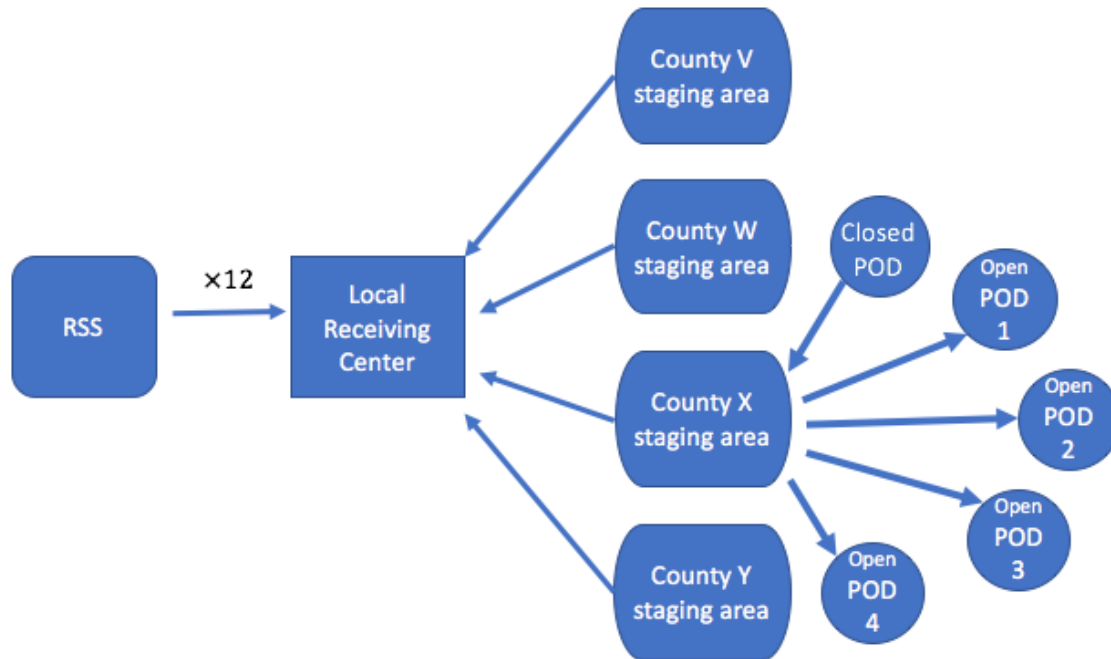 RSS
×12
Local
Receiving
Center
County V
staging area
County W
staging area
County X
staging area
County Y
staging area
Closed
POD
Open
POD
1
Open
POD
2
Open
POD
3
Open
POD
4